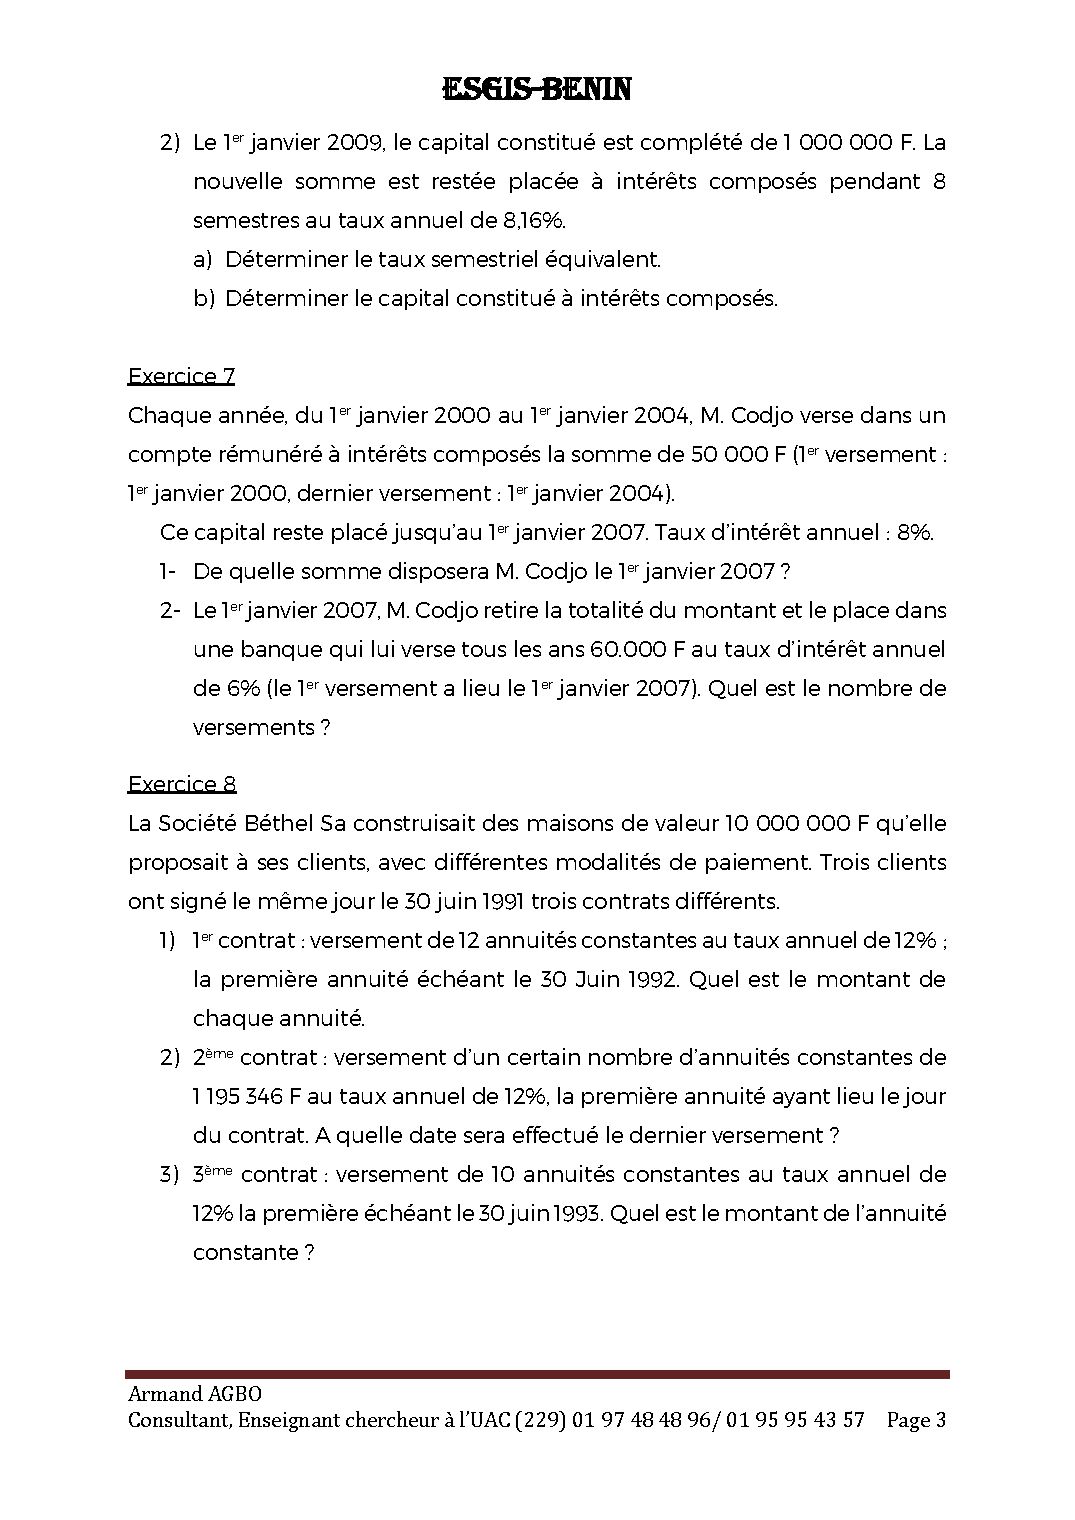 ESGIS-BENIN
2) Le 1er janvier 2009, le capital constitué est complété de 1 000 000 F. La
nouvelle somme est restée placée à intérêts composés pendant 8
semestres au taux annuel de 8,16%.
a) Déterminer le taux semestriel équivalent.
b) Déterminer le capital constitué à intérêts composés.
Exercice 7
Chaque année, du 1er janvier 2000 au 1er janvier 2004, M. Codjo verse dans un
compte rémunéré à intérêts composés la somme de 50 000 F (1er versement :
1er janvier 2000, dernier versement : 1er janvier 2004).
Ce capital reste placé jusqu'au 1er janvier 2007. Taux d'intérêt annuel : 8%.
1- De quelle somme disposera M. Codjo le 1er janvier 2007 ?
2- Le 1er janvier 2007, M. Codjo retire la totalité du montant et le place dans
une banque qui lui verse tous les ans 60.000 F au taux d'intérêt annuel
de 6% (le 1er versement a lieu le 1er janvier 2007). Quel est le nombre de
versements ?
Exercice 8
La Société Béthel Sa construisait des maisons de valeur 10 000 000 F qu'elle
proposait à ses clients, avec différentes modalités de paiement. Trois clients
ont signé le même jour le 30 juin 1991 trois contrats différents.
1) 1er contrat : versement de 12 annuités constantes au taux annuel de 12% ;
la première annuité échéant le 30 Juin 1992. Quel est le montant de
chaque annuité.
2) 2ème contrat : versement d'un certain nombre d'annuités constantes de
1 195 346 F au taux annuel de 12%, la première annuité ayant lieu le jour
du contrat. A quelle date sera effectué le dernier versement ?
3) 3ème contrat : versement de 10 annuités constantes au taux annuel de
12% la première échéant le 30 juin 1993. Quel est le montant de l'annuité
constante ?
Armand AGBO
Consultant, Enseignant chercheur à l'UAC (229) 01 97 48 48 96/ 01 95 95 43 57 Page 3